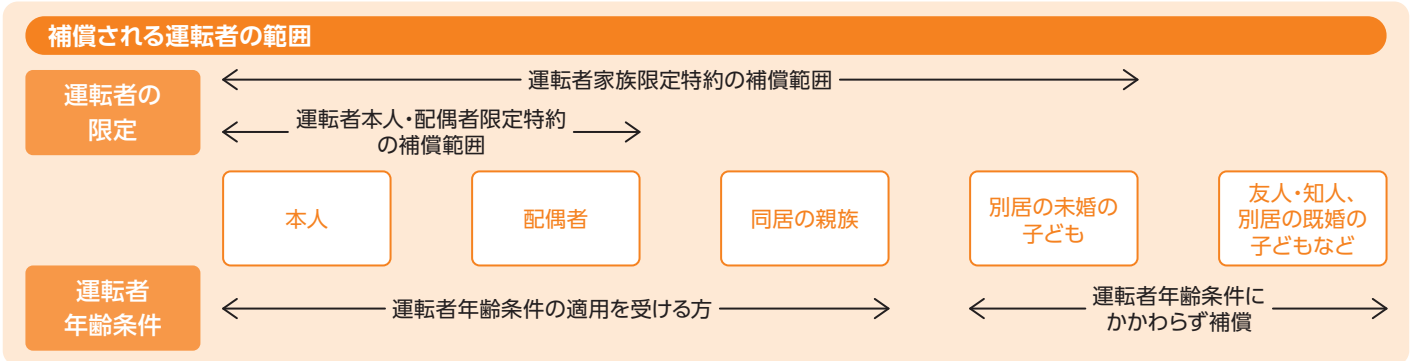 補償される運転者の範囲
運転者の
限定
運転者家族限定特約の補償範囲
運転者本人・配偶者限定特約
の補償範囲
本人
配偶者
同居の親族
別居の未婚の
子ども
友人・知人、
別居の既婚の
子どもなど
運転者
年齢条件
運転者年齢条件の適用を受ける方
運転者年齢条件に
かかわらず補償